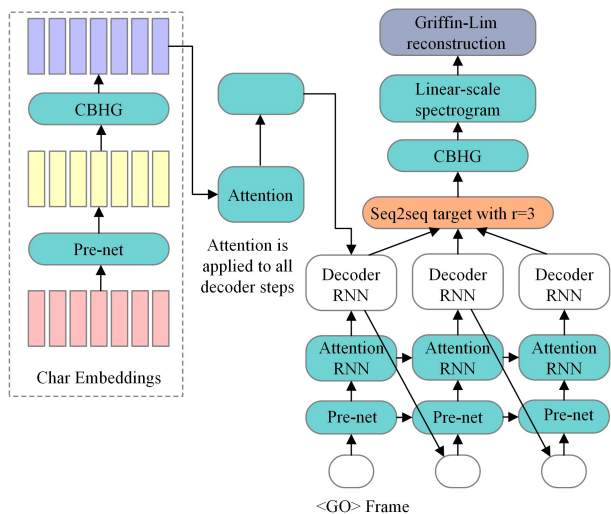 CBHG
Pre-net
Char Embeddings
Attention
Attention is
applied to all
decoder steps
Griffin-Lim
reconstruction
Linear-scale
spectrogram
CBHG
Seq2seq target with r=3
Decoder
RNN
Decoder
RNN
Decoder
RNN
Attention
RNN
Attention
RNN
Attention
RNN
Pre-net
Pre-net
Pre-net
<GO> Frame